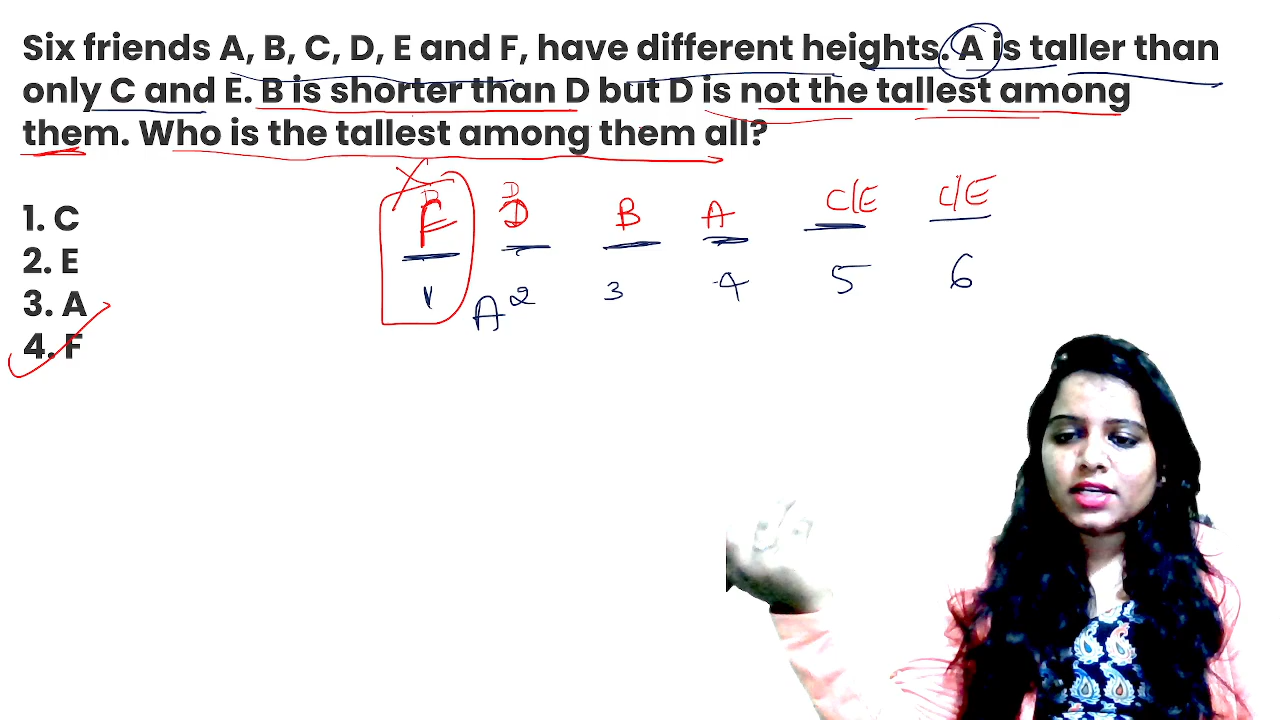 Six friends A, B, C, D, E and F, have different heights. A is taller than
only C and E. B is shorter than D but D is not the tallest among
them. Who is the tallest among them all?
1. C
2. E
3. A
4. F
D
F D B A C/E C/E
1 2 3 4 5 6
A